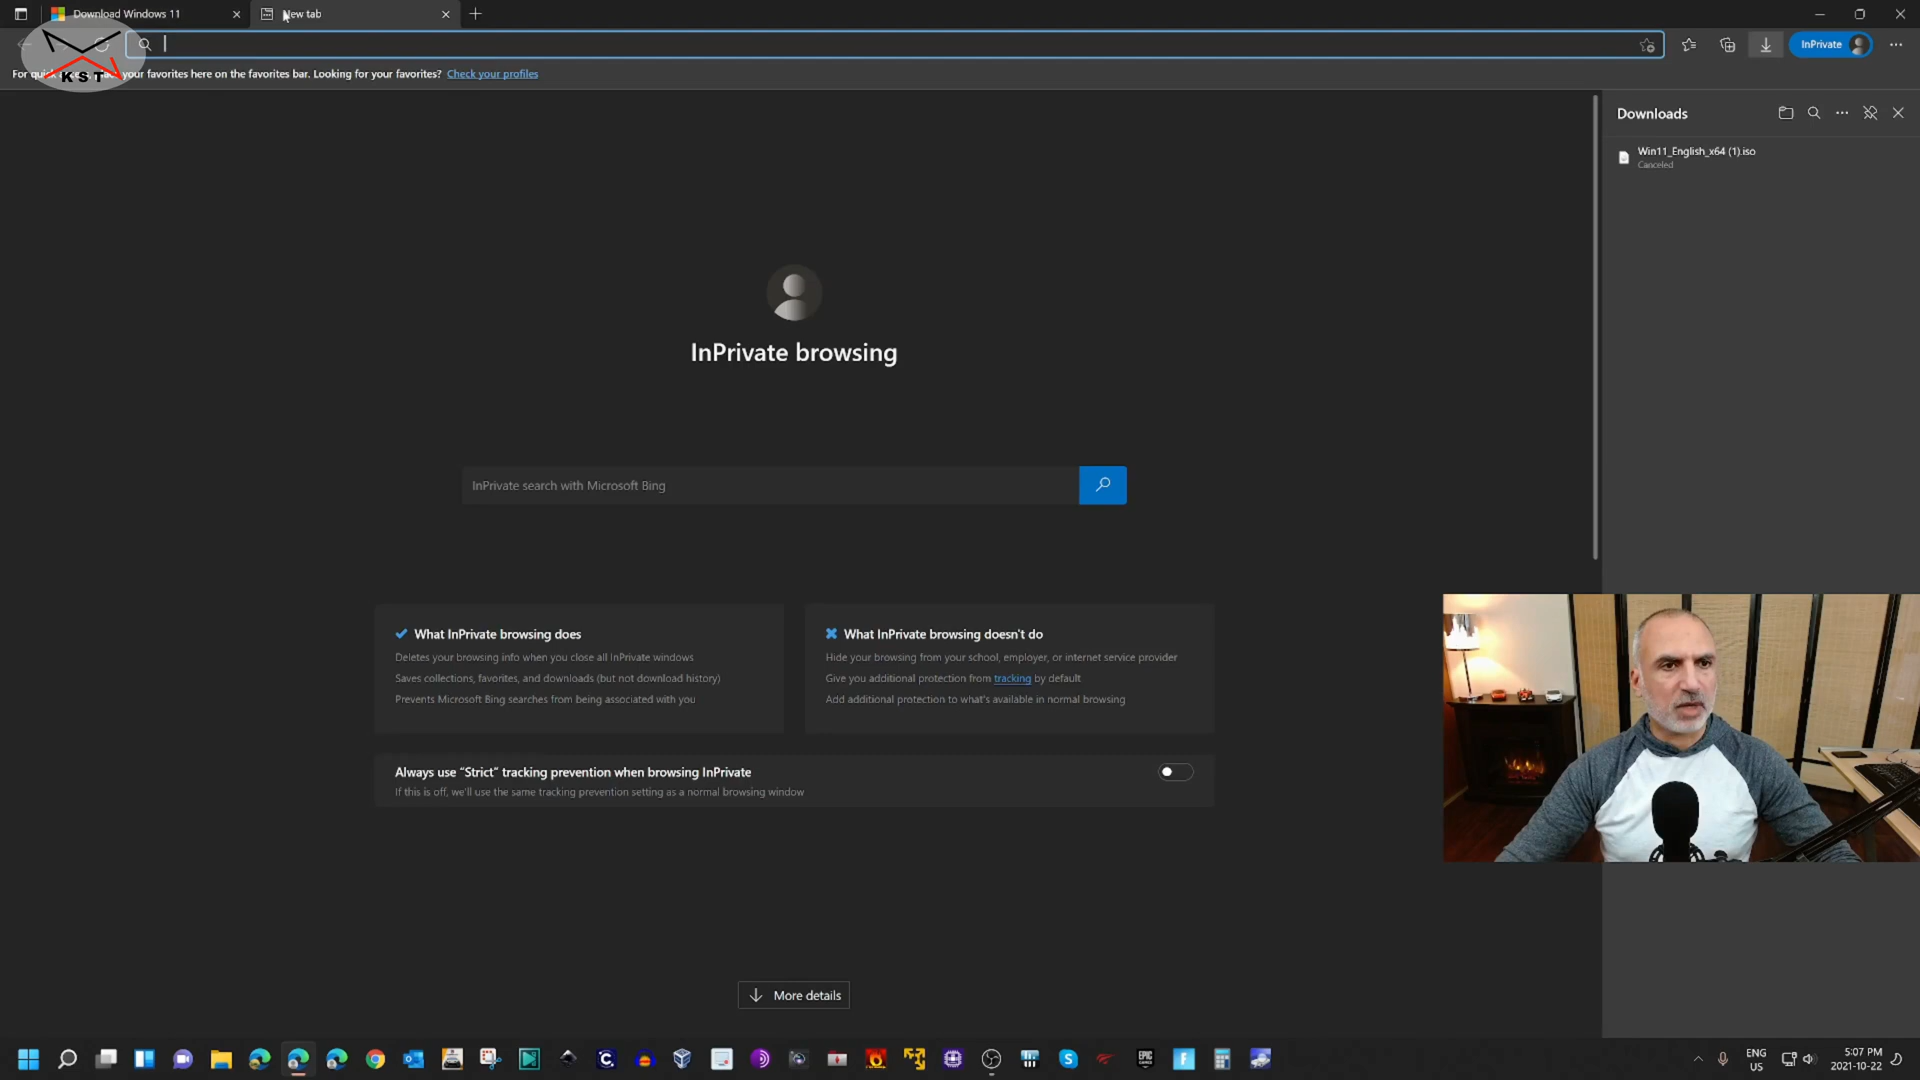 Download Windows 11
New tab
InPrivate
KST
For quick
your favorites here on the favorites bar. Looking for your favorites? Check your profiles
Downloads
Win11_English_x64 (1).iso
Canceled
InPrivate browsing
InPrivate search with Microsoft Bing
What InPrivate browsing does
Deletes your browsing info when you close all InPrivate windows
Saves collections, favorites, and downloads (but not download history)
Prevents Microsoft Bing searches from being associated with you
What InPrivate browsing doesn't do
Hide your browsing from your school, employer, or internet service provider
Give you additional protection from tracking by default
Add additional protection to what's available in normal browsing
Always use "Strict" tracking prevention when browsing InPrivate
If this is off, we'll use the same tracking prevention setting as a normal browsing window
More details
EPIC
ENG
US
5:07 PM
2021-10-22